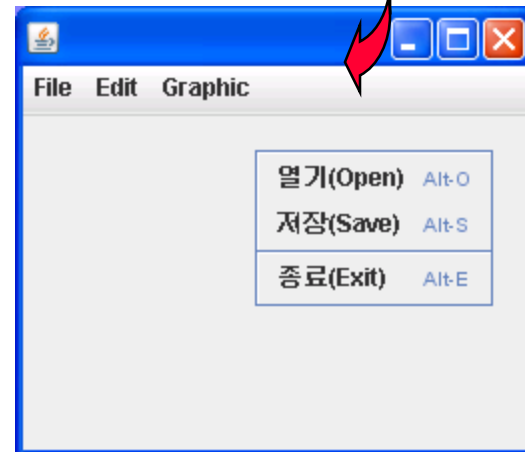 File Edit Graphic
열기(Open) Alt-O
저장(Save) Alt-S
종료(Exit) Alt-E